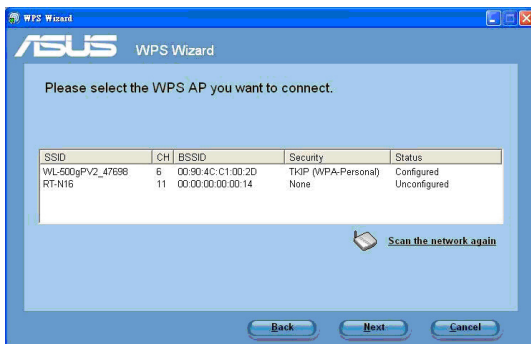 WPS Wizard
ASUS WPS Wizard
Please select the WPS AP you want to connect.
SSID CH BSSID Security Status
WL-500gPV2_47698 6 00:90:4C:C1:00:2D TKIP (WPA-Personal) Configured
RT-N16 11 00:00:00:00:00:14 None Unconfigured
Scan the network again
Back Next Cancel